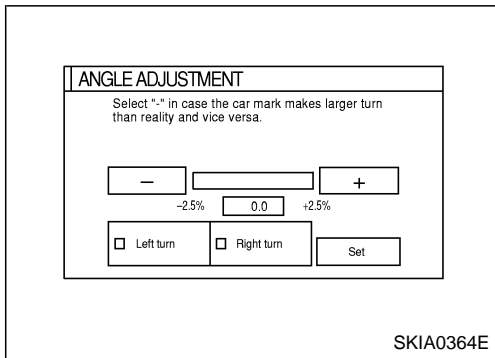 ANGLE ADJUSTMENT
Select "-" in case the car mark makes larger turn
than reality and vice versa.
− +
−2.5% 0.0 +2.5%
Left turn Right turn Set
SKIA0364E